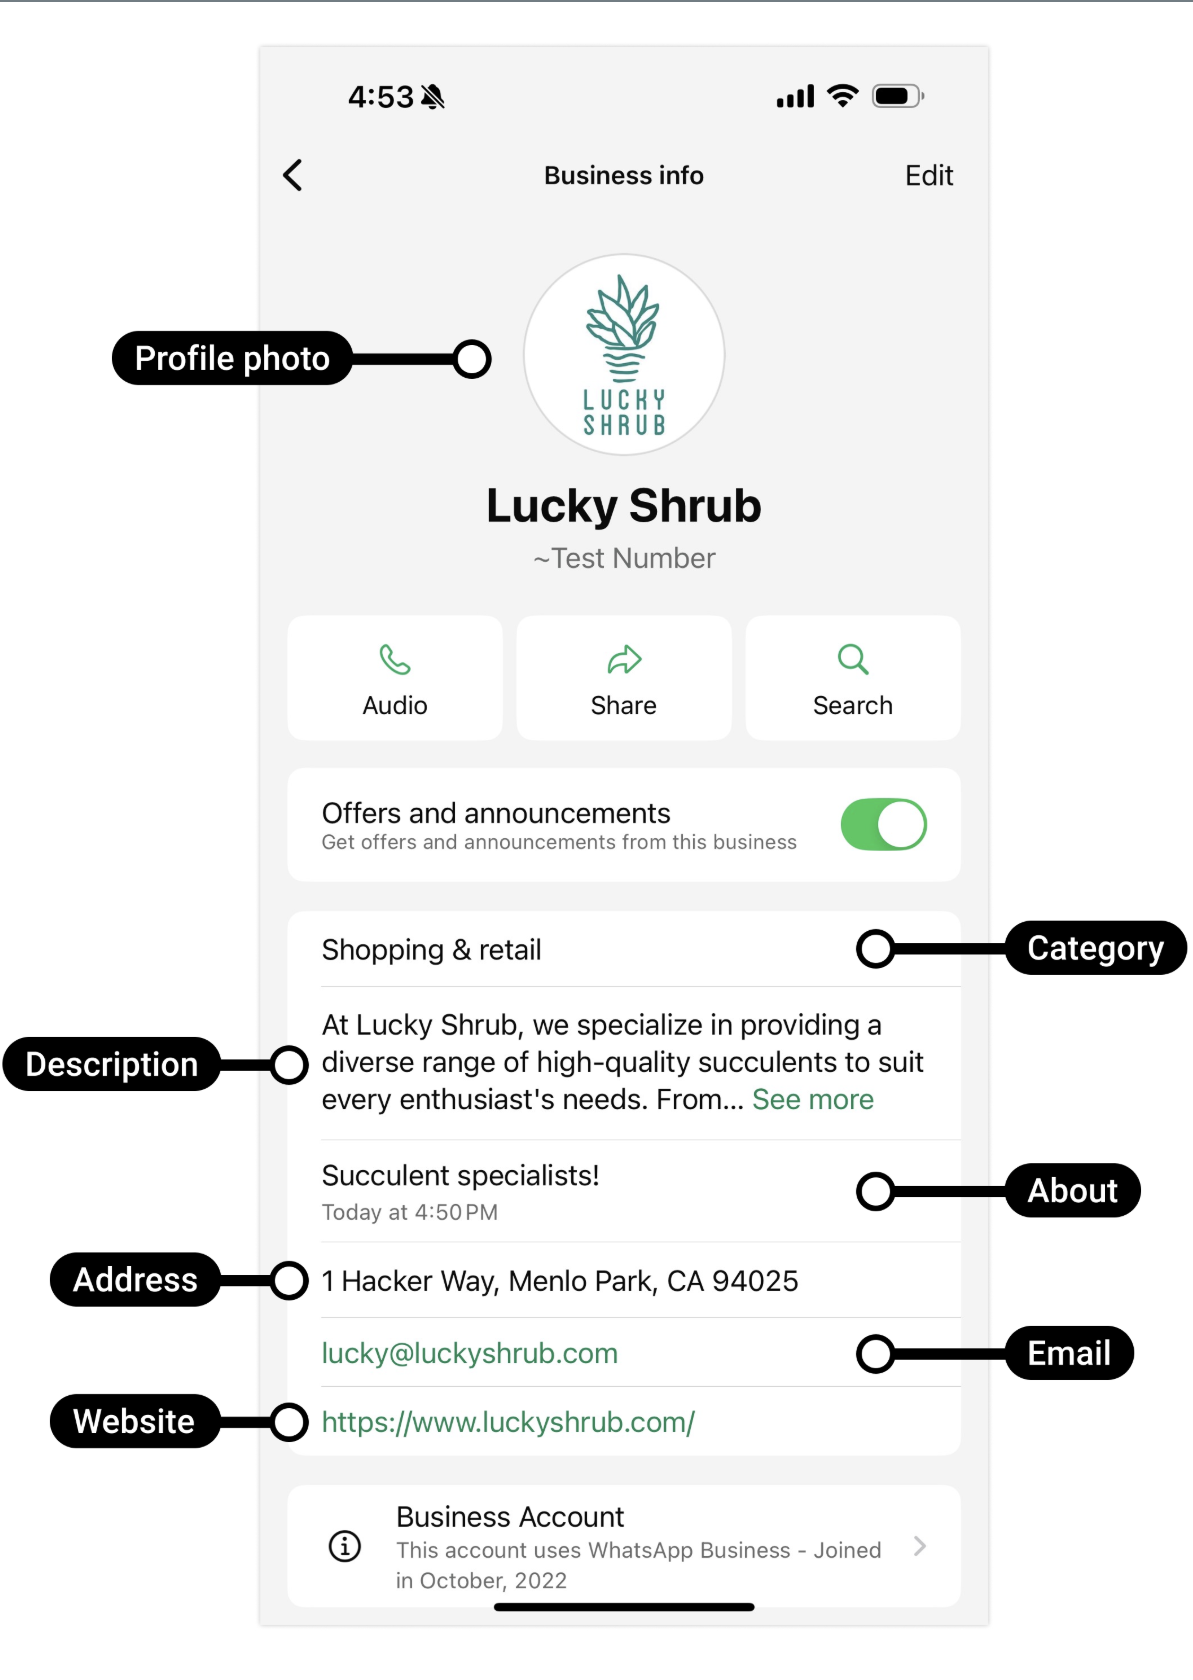 4:53
Business info
Edit
Profile photo
LUCKY
SHRUB
Lucky Shrub
~Test Number
Audio
Share
Search
Offers and announcements
Get offers and announcements from this business
Shopping & retail
Category
Description
At Lucky Shrub, we specialize in providing a
diverse range of high-quality succulents to suit
every enthusiast's needs. From... See more
Succulent specialists!
Today at 4:50 PM
About
Address
1 Hacker Way, Menlo Park, CA 94025
lucky@luckyshrub.com
Email
Website
https://www.luckyshrub.com/
Business Account
This account uses WhatsApp Business - Joined
in October, 2022